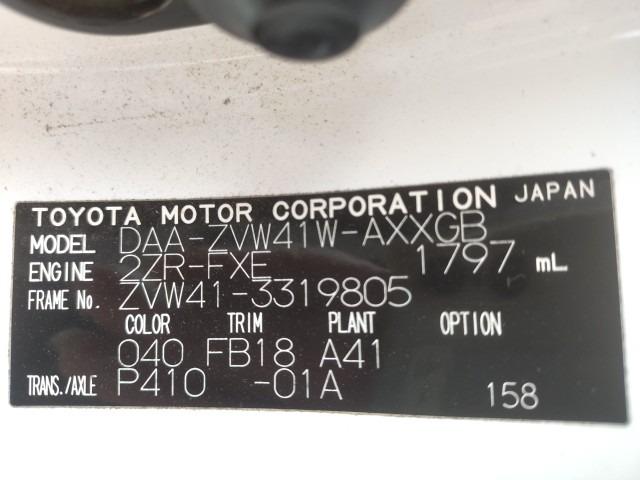 TOYOTA MOTOR CORPORATION JAPAN
MODEL DAA-ZVW41W-AXXGB
ENGINE 2ZR-FXE 1797 mL
FRAME No. ZVW41-3319805
COLOR TRIM PLANT OPTION
040 FB18 A41
TRANS./AXLE P410 -01A 158